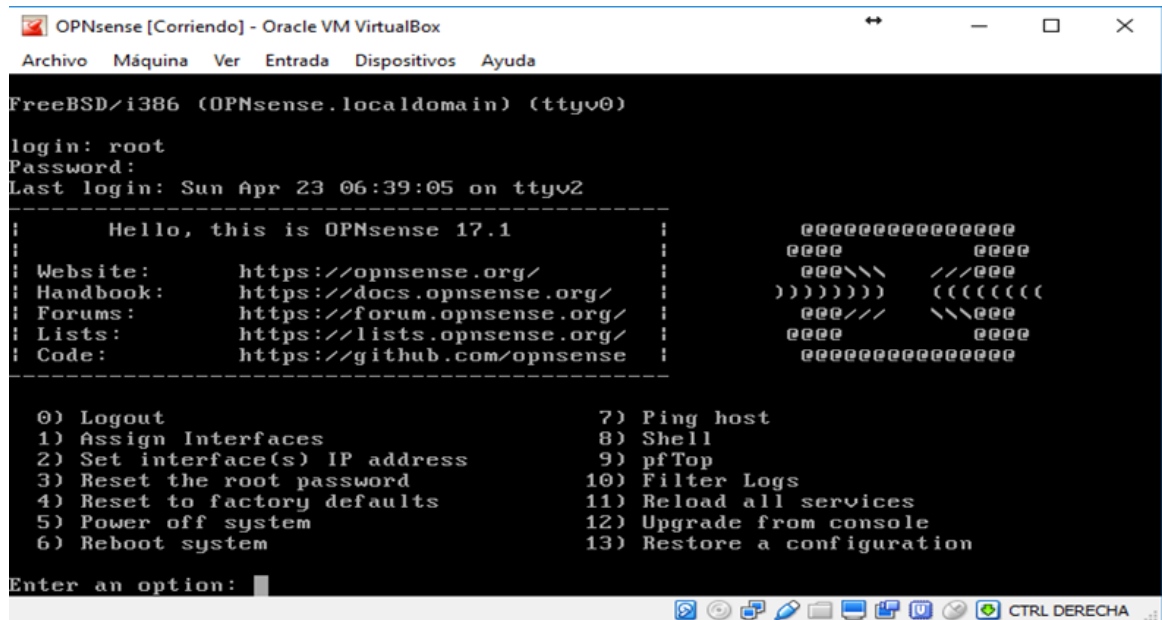 OPNsense [Corriendo] - Oracle VM VirtualBox
Archivo Máquina Ver Entrada Dispositivos Ayuda
FreeBSD/i386 (OPNsense.localdomain) (ttyv0)
login: root
Password:
Last login: Sun Apr 23 06:39:05 on ttyv2
----------------------------------------------
| Hello, this is OPNsense 17.1 | @@@@@@@@@@@@@@@
| | @@@@ @@@@
| Website: https://opnsense.org/ | @@@\\\ ///@@@
| Handbook: https://docs.opnsense.org/ | )))))))) ((((((((
| Forums: https://forum.opnsense.org/ | @@@/// \\\@@@
| Lists: https://lists.opnsense.org/ | @@@@ @@@@
| Code: https://github.com/opnsense | @@@@@@@@@@@@@@@
----------------------------------------------
0) Logout 7) Ping host
1) Assign Interfaces 8) Shell
2) Set interface(s) IP address 9) pfTop
3) Reset the root password 10) Filter Logs
4) Reset to factory defaults 11) Reload all services
5) Power off system 12) Upgrade from console
6) Reboot system 13) Restore a configuration
Enter an option:
CTRL DERECHA